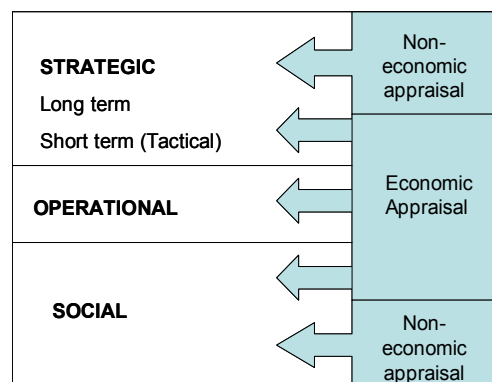 STRATEGIC
Long term
Short term (Tactical)
OPERATIONAL
SOCIAL
Non-
economic
appraisal
Economic
Appraisal
Non-
economic
appraisal